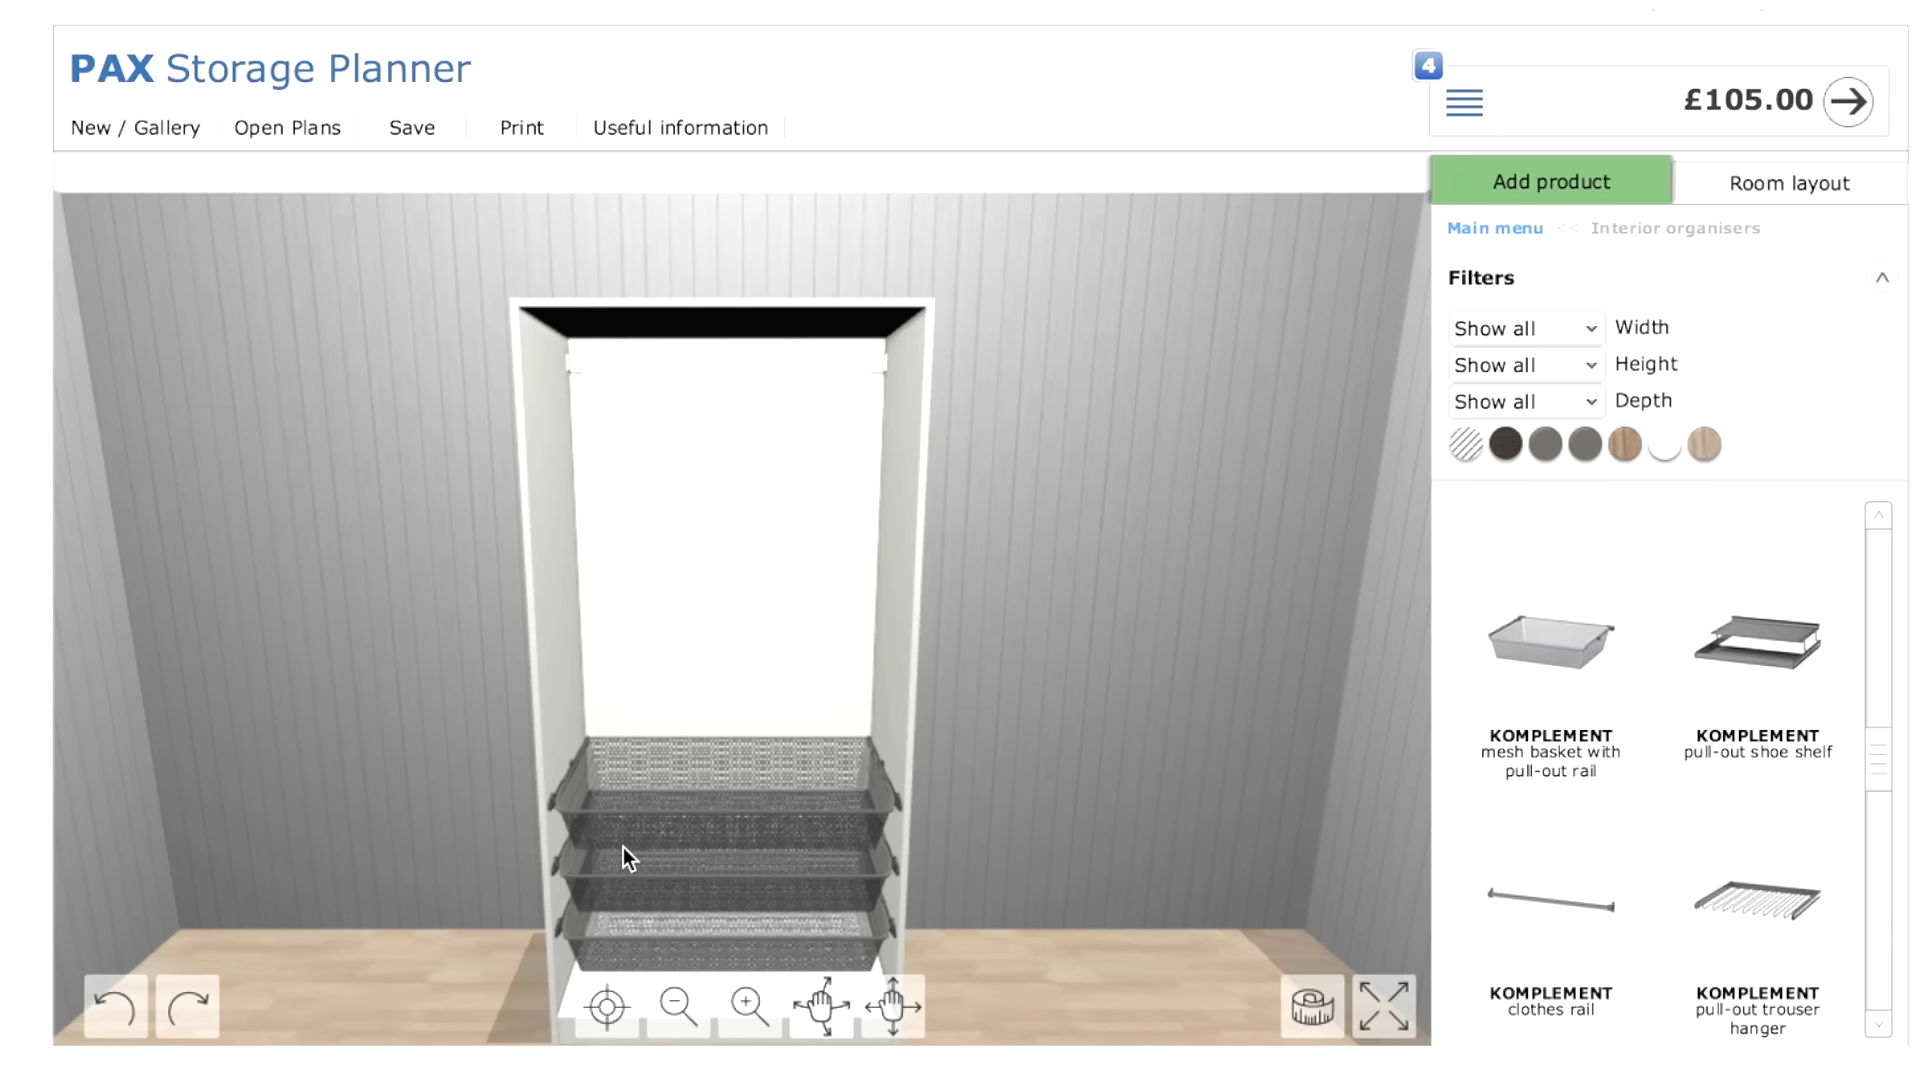 PAX Storage Planner
4
£105.00
New / Gallery Open Plans Save Print Useful information
Add product Room layout
Main menu << Interior organisers
Filters
Show all Width
Show all Height
Show all Depth
KOMPLEMENT
mesh basket with
pull-out rail
KOMPLEMENT
pull-out shoe shelf
KOMPLEMENT
clothes rail
KOMPLEMENT
pull-out trouser
hanger